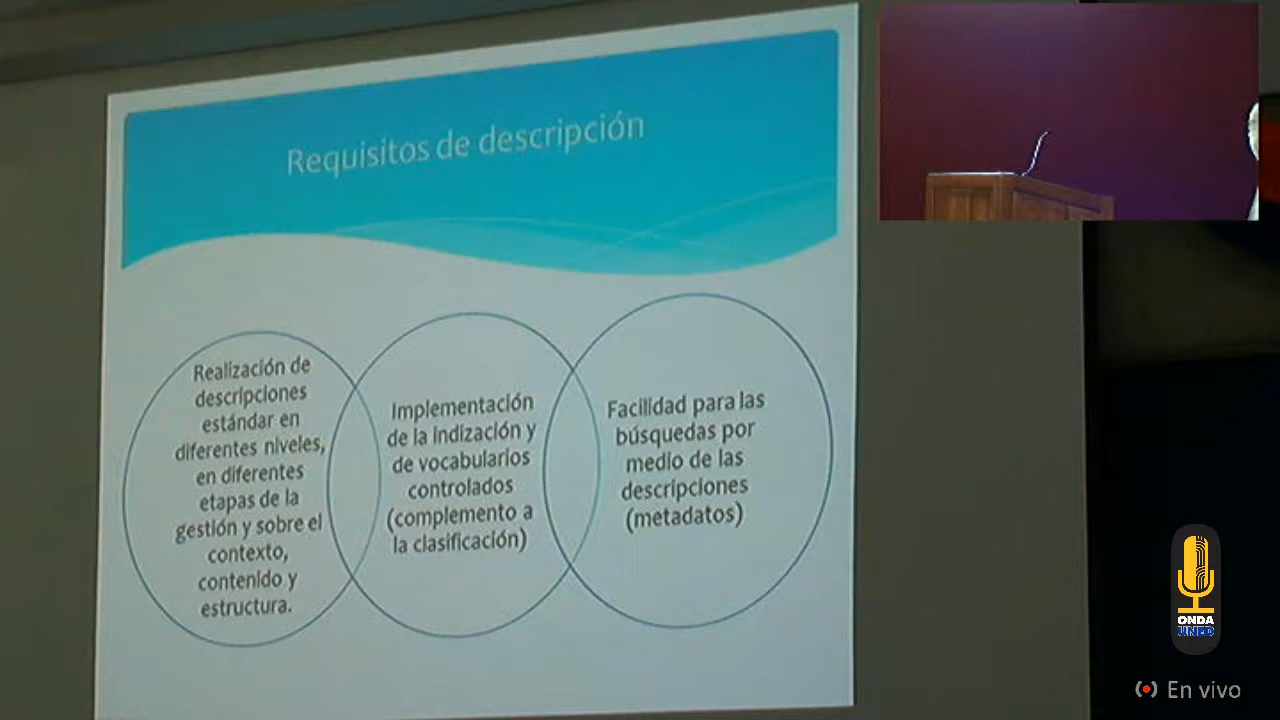 Requisitos de descripción
Realización de
descripciones
estándar en
diferentes niveles,
en diferentes
etapas de la
gestión y sobre el
contexto,
contenido y
estructura.
Implementación
de la indización y
de vocabularios
controlados
(complemento a
la clasificación)
Facilidad para las
búsquedas por
medio de las
descripciones
(metadatos)
ONDA
UNED
En vivo